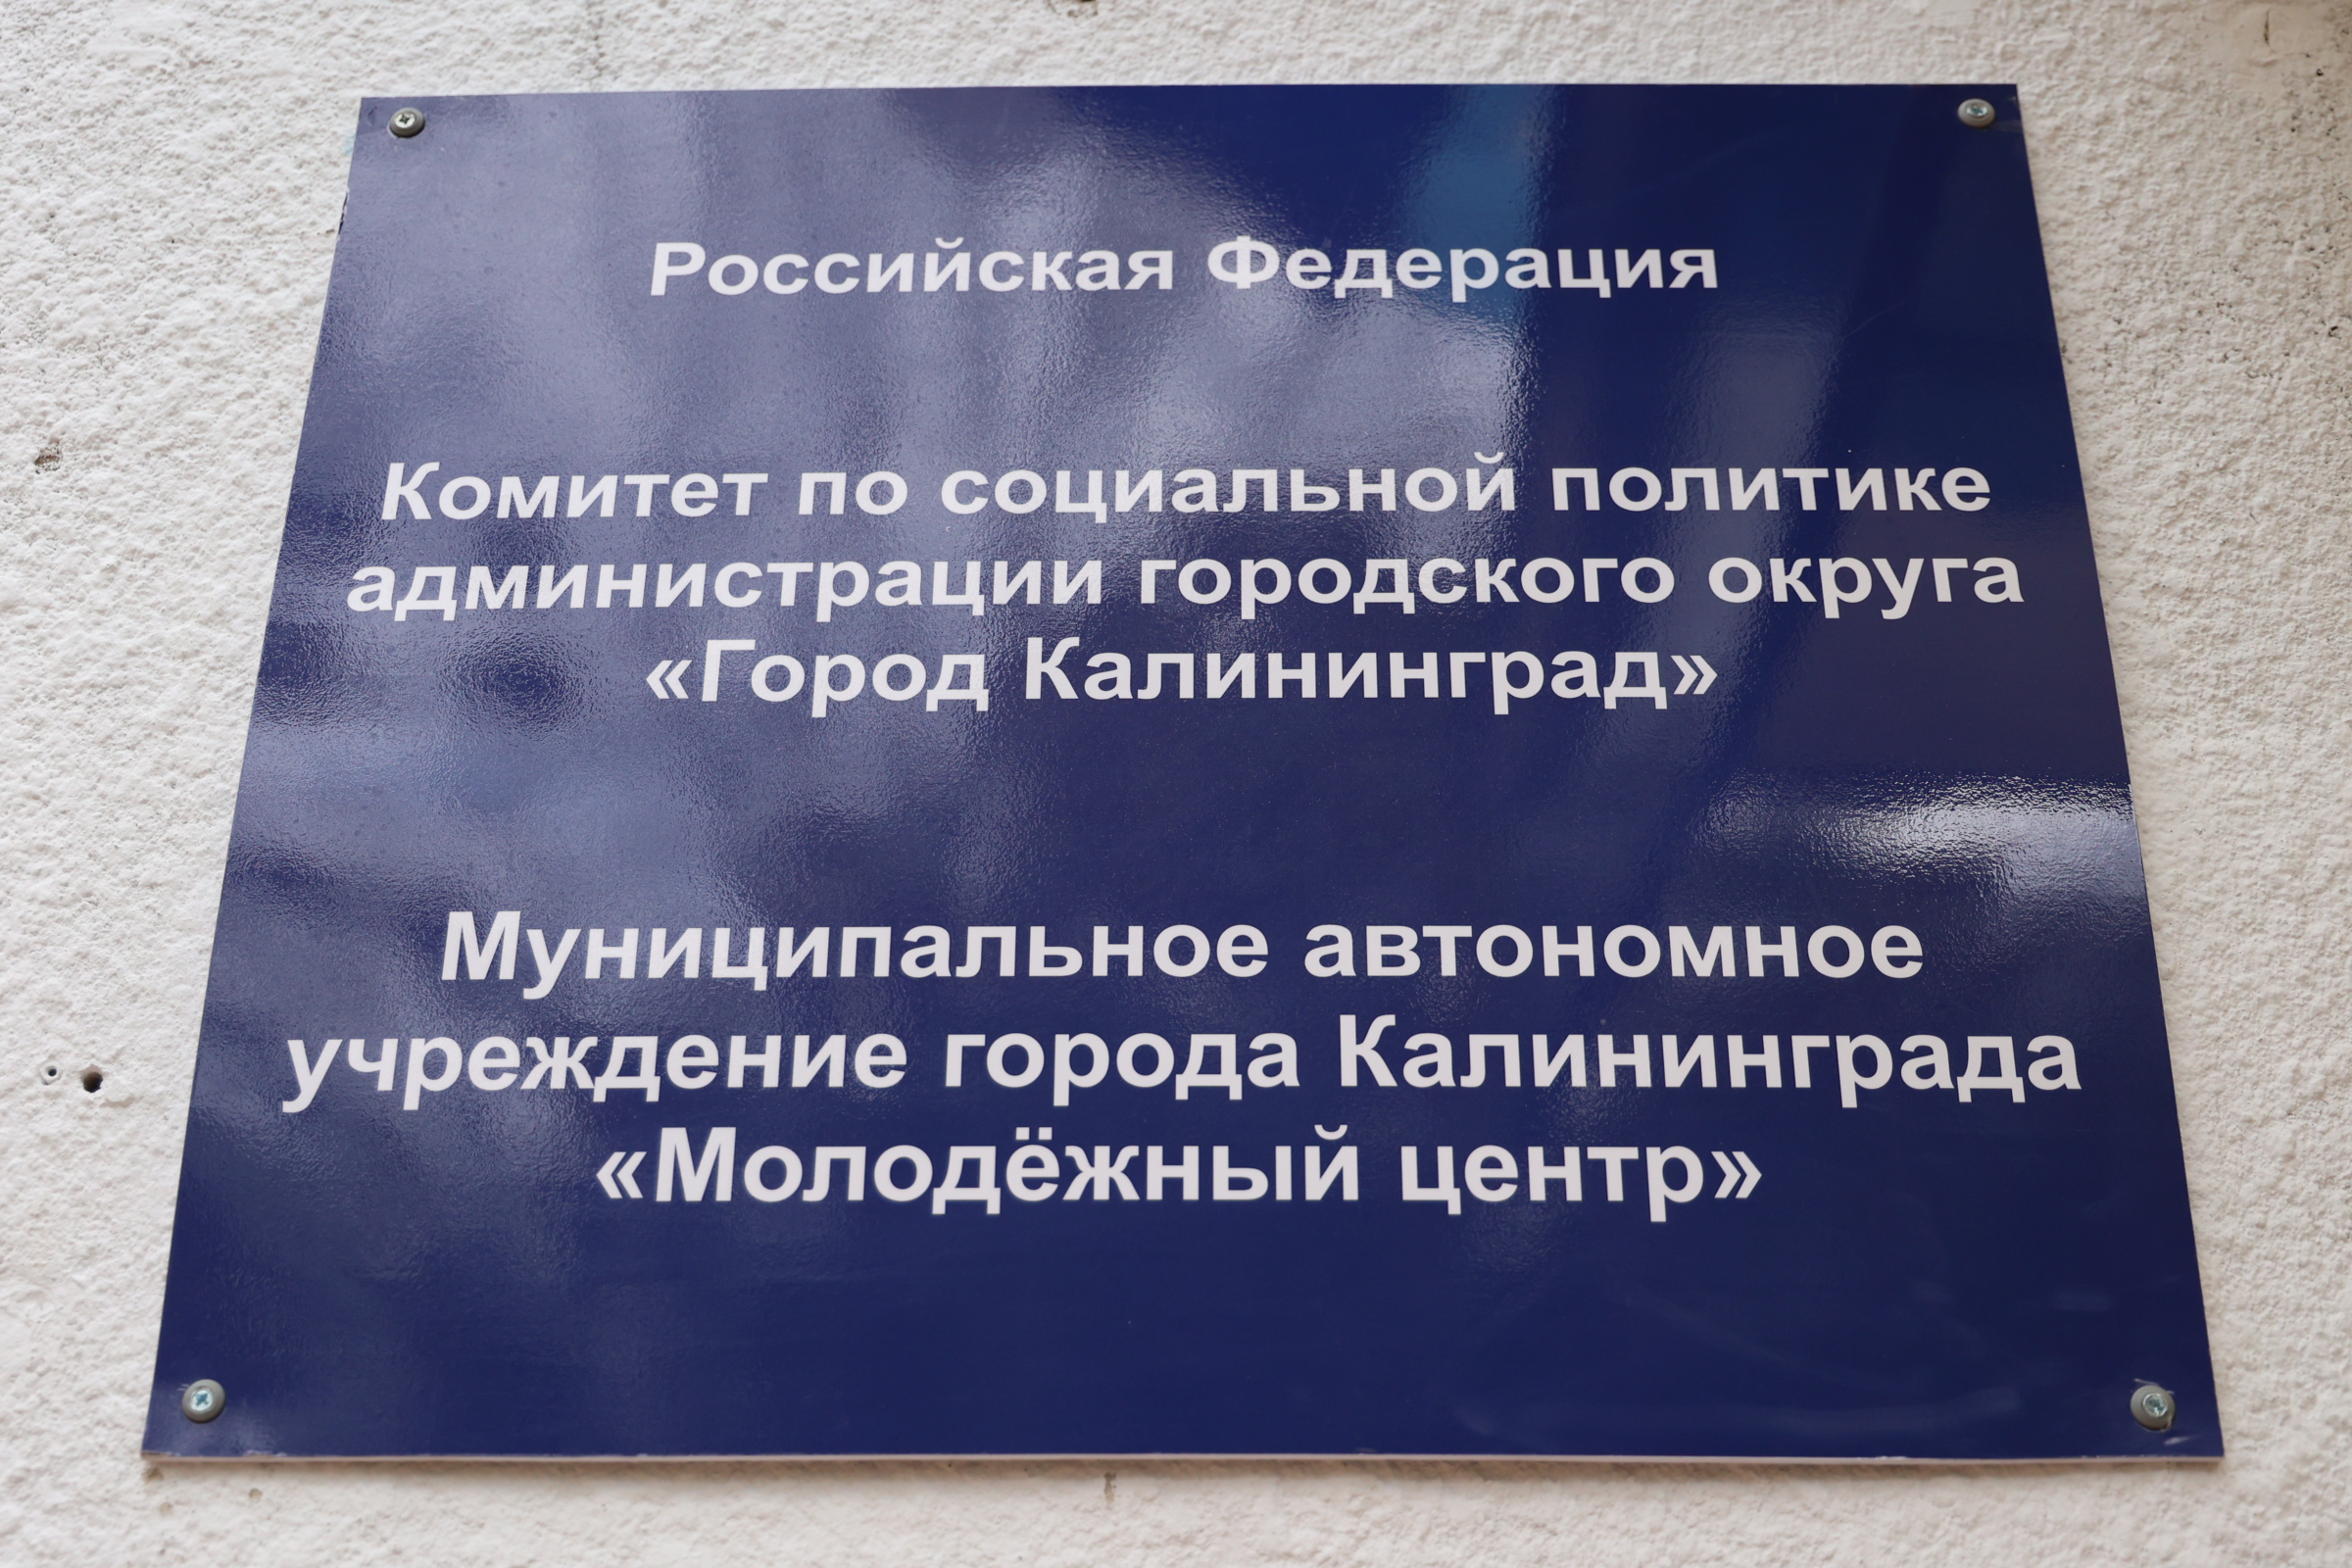 Российская Федерация
Комитет по социальной политике
администрации городского округа
«Город Калининград»
Муниципальное автономное
учреждение города Калининграда
«Молодёжный центр»